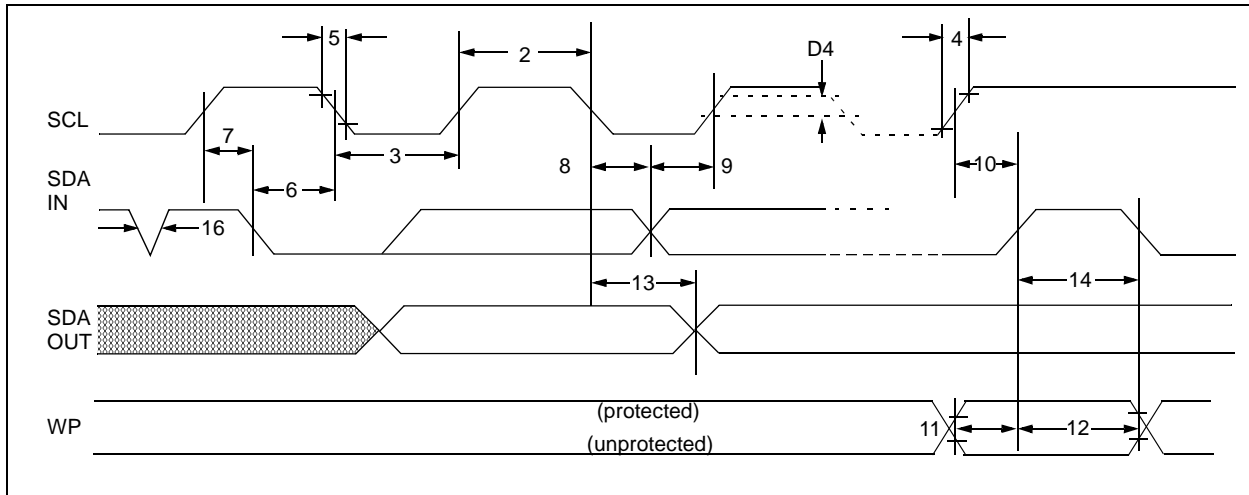 5
2
D4
4
SCL
7
3
8
9
10
SDA
IN
6
16
13
14
SDA
OUT
WP
(protected)
(unprotected)
11
12